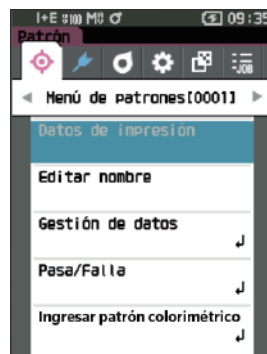 I+E M♂ 09:35
Patrón
JOB
Menú de patrones[0001]
Datos de impresión
Editar nombre
Gestión de datos
Pasa/Falla
Ingresar patrón colorimétrico